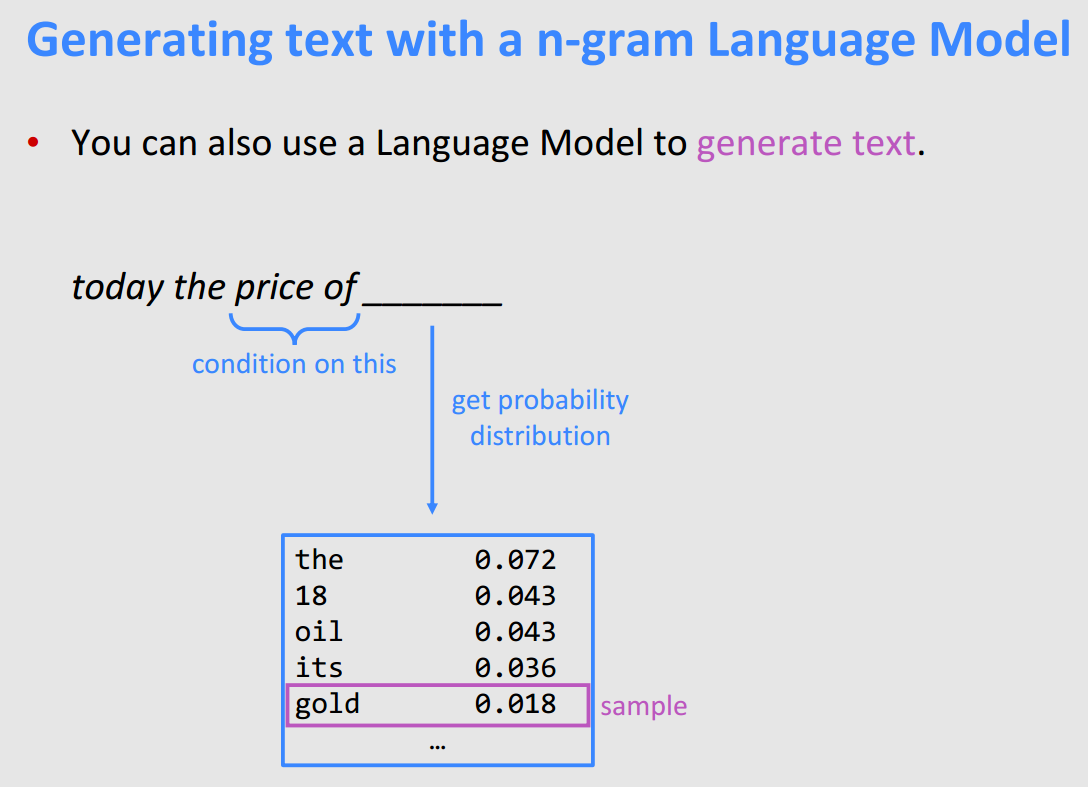 Generating text with a n-gram Language Model
• You can also use a Language Model to generate text.
today the price of _______
condition on this
get probability
distribution
the 0.072
18 0.043
oil 0.043
its 0.036
gold 0.018
sample
…